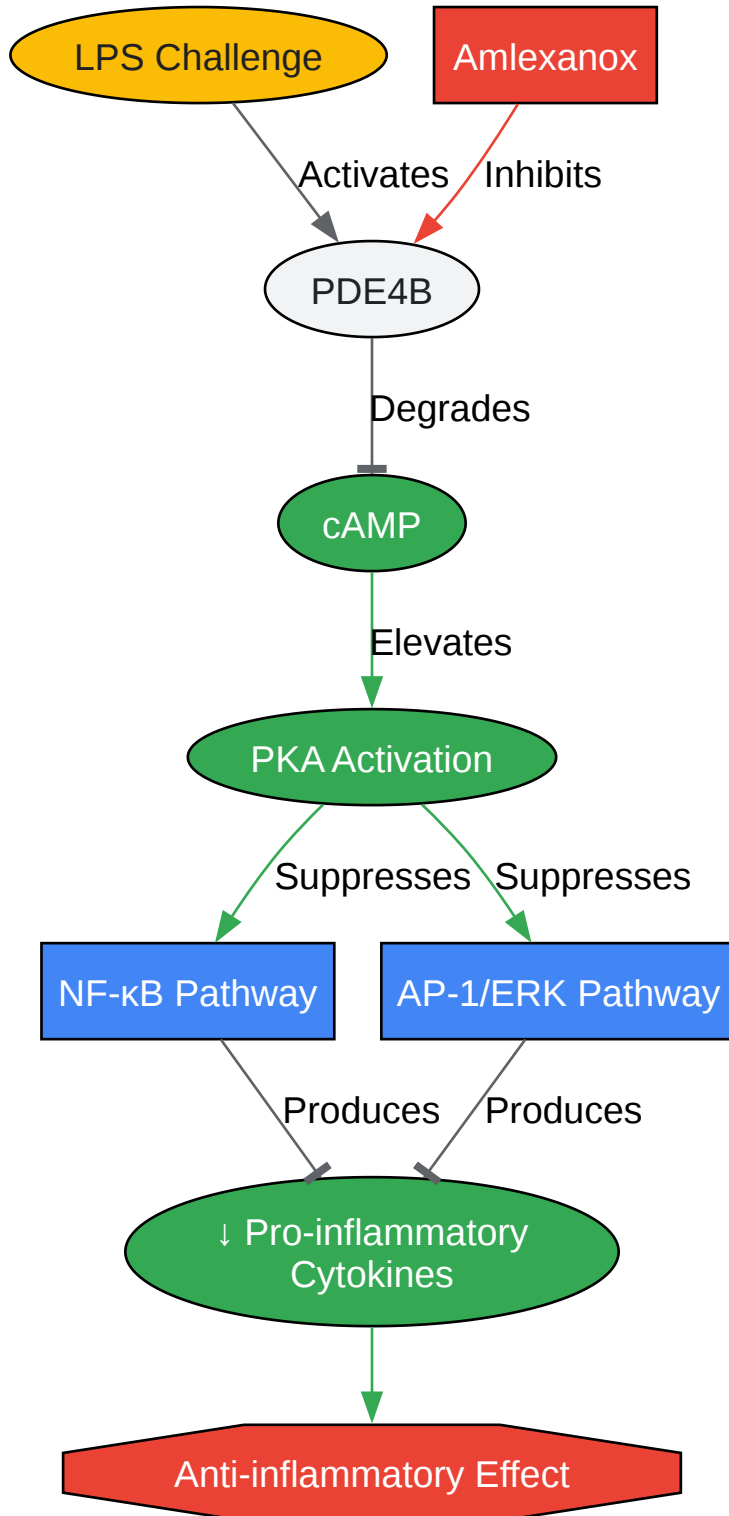 LPS Challenge
Amlexanox
Activates
Inhibits
PDE4B
Degrades
cAMP
Elevates
PKA Activation
Suppresses
Suppresses
NF-κB Pathway
AP-1/ERK Pathway
Produces
Produces
↓ Pro-inflammatory
Cytokines
Anti-inflammatory Effect